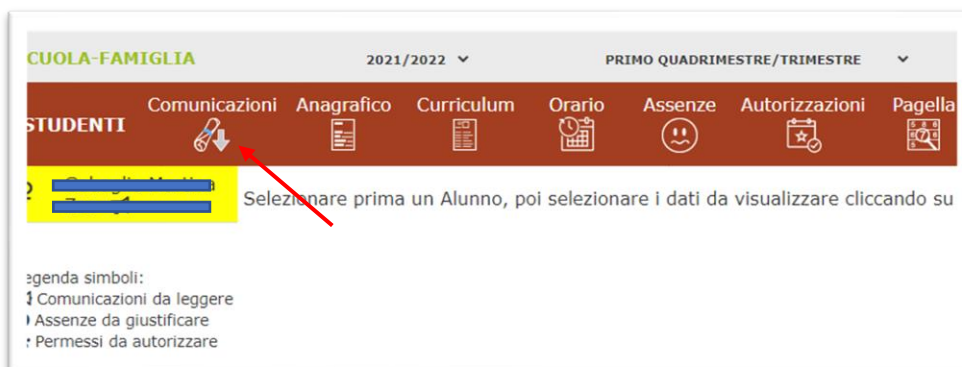 CUOLA-FAMIGLIA 2021/2022 PRIMO QUADRIMESTRE/TRIMESTRE
STUDENTI Comunicazioni Anagrafico Curriculum Orario Assenze Autorizzazioni Pagella
Selezionare prima un Alunno, poi selezionare i dati da visualizzare cliccando su
egenda simboli:
Comunicazioni da leggere
Assenze da giustificare
Permessi da autorizzare